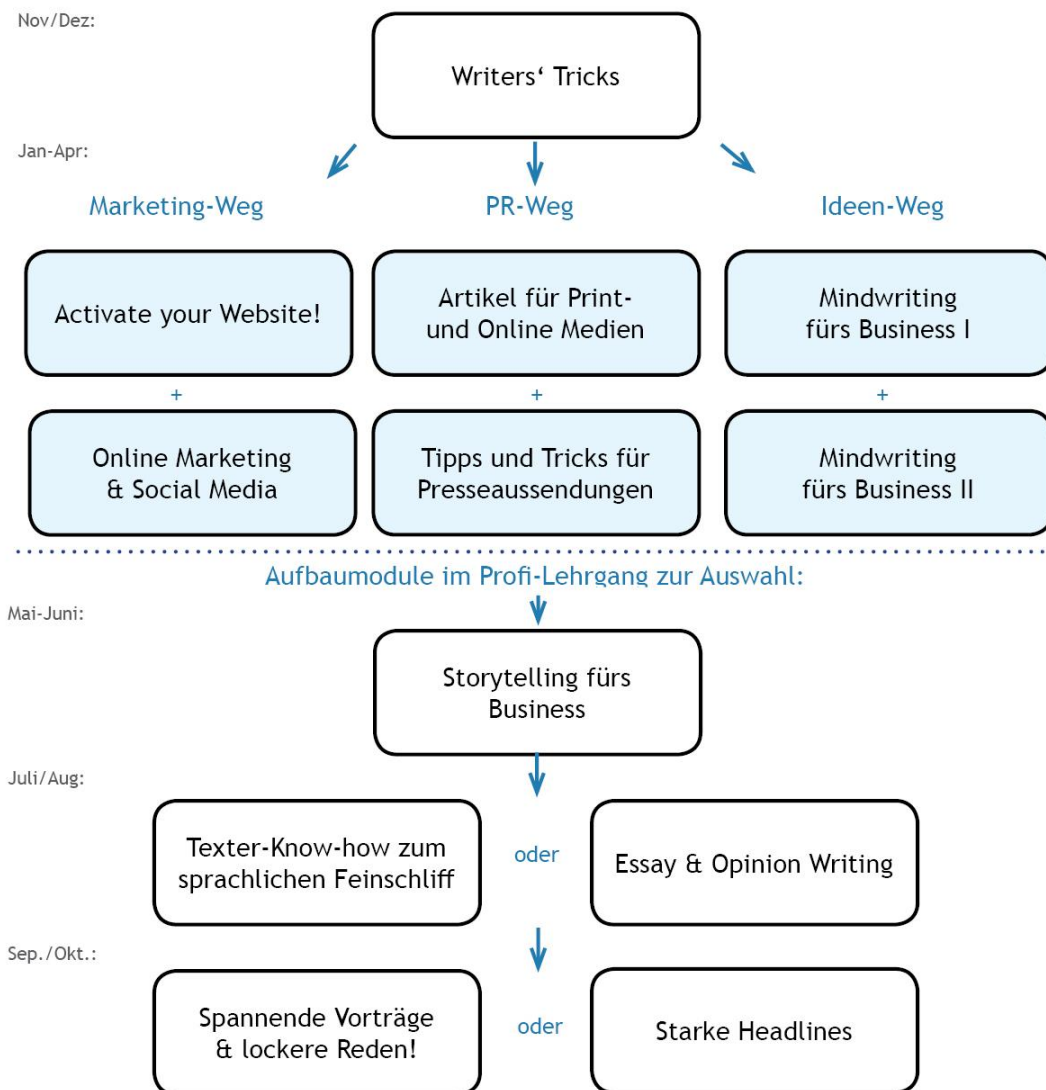 Nov/Dez:
Writers‘ Tricks
Jan-Apr:
Marketing-Weg
PR-Weg
Ideen-Weg
Activate your Website!
Artikel für Print-
und Online Medien
Mindwriting
fürs Business I
+
+
+
Online Marketing
& Social Media
Tipps und Tricks für
Presseaussendungen
Mindwriting
fürs Business II
Aufbaumodule im Profi-Lehrgang zur Auswahl:
Mai-Juni:
Storytelling fürs
Business
Juli/Aug:
Texter-Know-how zum
sprachlichen Feinschliff
oder
Essay & Opinion Writing
Sep./Okt.:
Spannende Vorträge
& lockere Reden!
oder
Starke Headlines